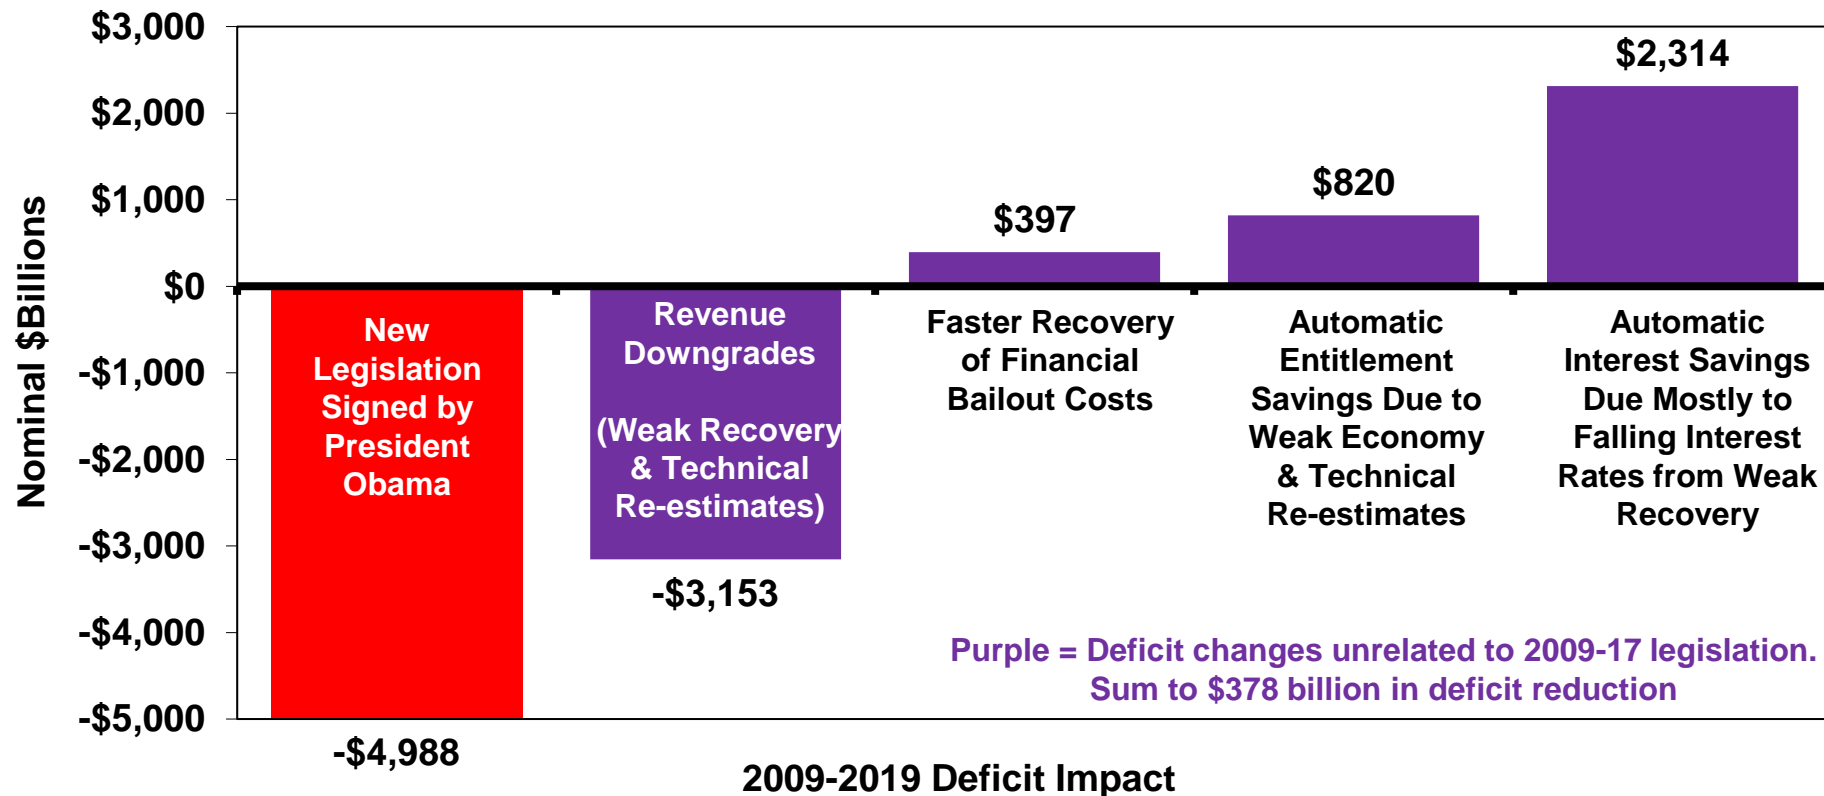 $3,000
$2,000
$1,000
$0
-$1,000
-$2,000
-$3,000
-$4,000
-$5,000
Nominal $Billions
New
Legislation
Signed by
President
Obama
-$4,988
Revenue
Downgrades
(Weak Recovery
& Technical
Re-estimates)
-$3,153
$397
Faster Recovery
of Financial
Bailout Costs
$820
Automatic
Entitlement
Savings Due to
Weak Economy
& Technical
Re-estimates
$2,314
Automatic
Interest Savings
Due Mostly to
Falling Interest
Rates from Weak
Recovery
Purple = Deficit changes unrelated to 2009-17 legislation.
Sum to $378 billion in deficit reduction
2009-2019 Deficit Impact